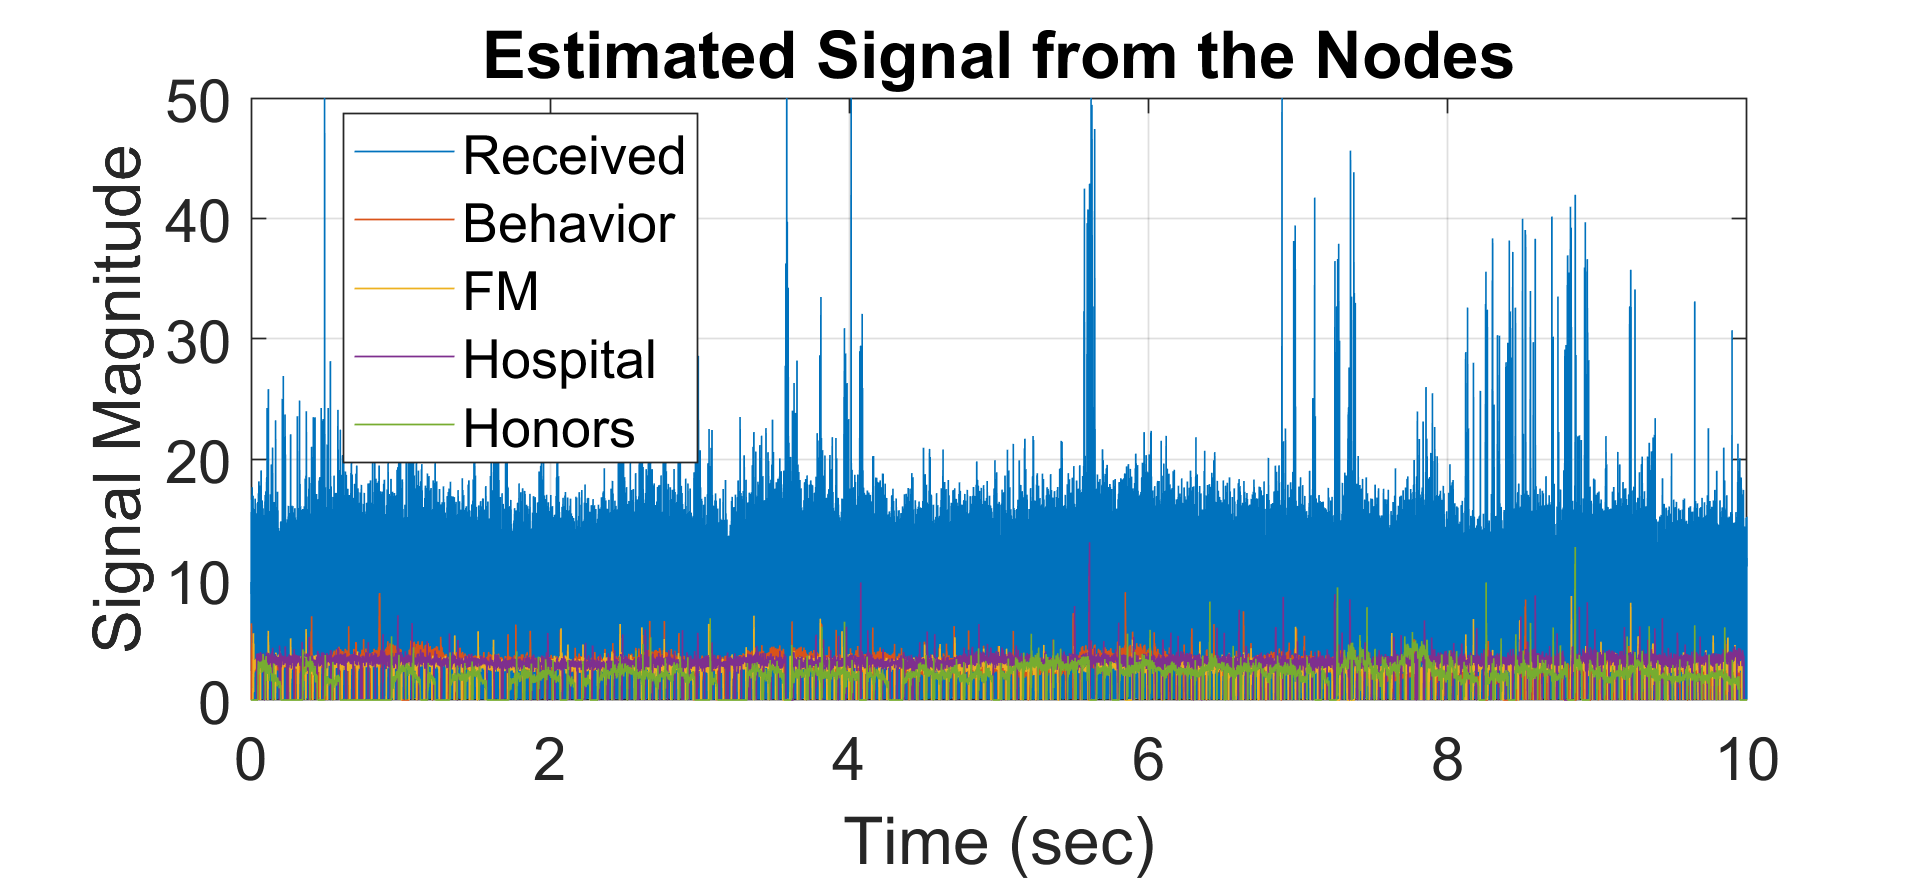 Estimated Signal from the Nodes
Signal Magnitude
50
40
30
20
10
0
Received
Behavior
FM
Hospital
Honors
0 2 4 6 8 10
Time (sec)